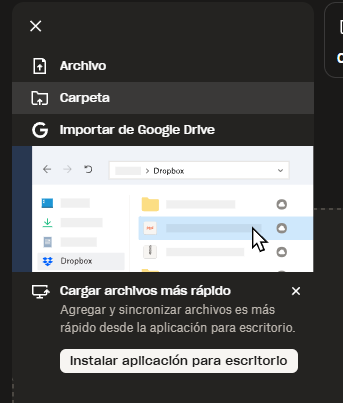 Archivo
Carpeta
Importar de Google Drive
Dropbox
Dropbox
Cargar archivos más rápido
Agregar y sincronizar archivos es más
rápido desde la aplicación para escritorio.
Instalar aplicación para escritorio